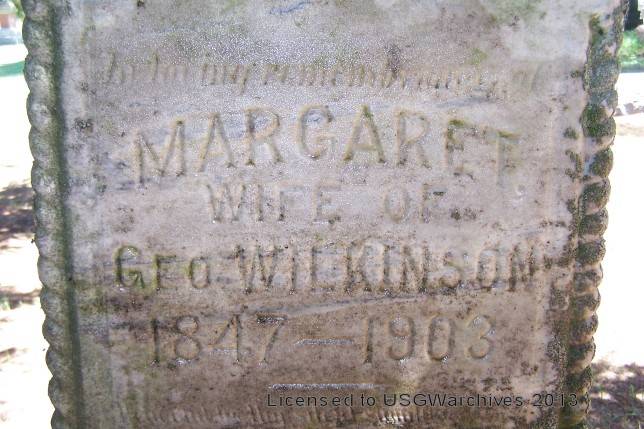 In loving remembrance of
MARGARET
WIFE OF
GEO. WILKINSON
1847 – 1903
Licensed to USGWarchives 2013